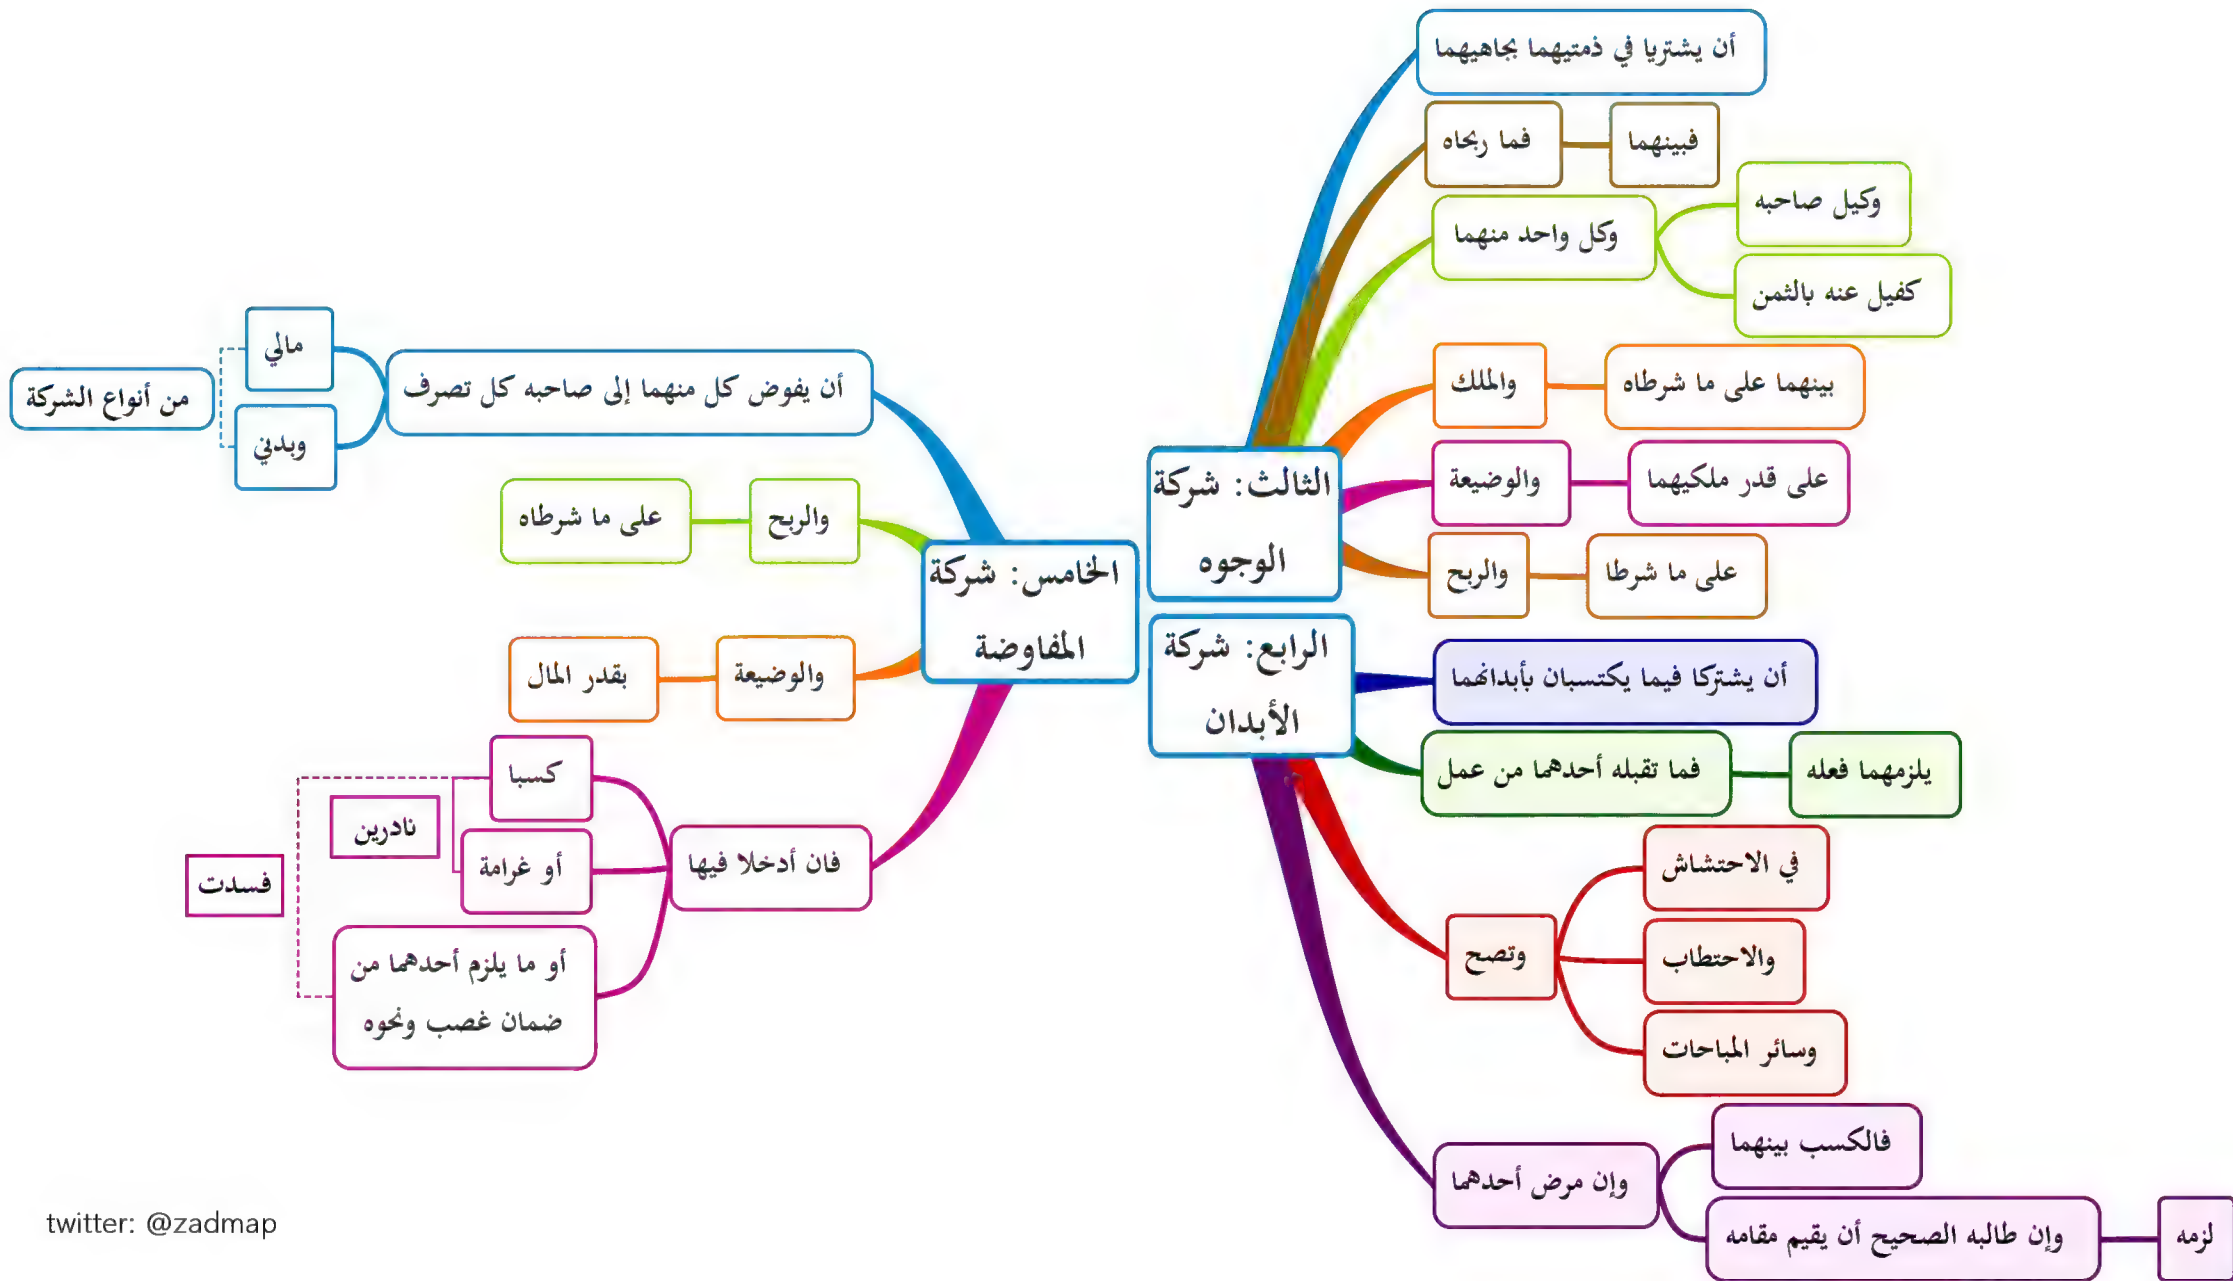 الثالث: شركة
الوجوه
أن يشتريا في ذمتيهما بجاهيهما
فما ربحاه
فبينهما
وكل واحد منهما
وكيل صاحبه
كفيل عنه بالثمن
والملك
بينهما على ما شرطاه
والوضيعة
على قدر ملكيهما
والربح
على ما شرطا
الرابع: شركة
الأبدان
أن يشتركا فيما يكتسبان بأبدانهما
فما تقبله أحدهما من عمل
يلزمهما فعله
وتصح
في الاحتشاش
والاحتطاب
وسائر المباحات
وإن مرض أحدهما
فالكسب بينهما
وإن طالبه الصحيح أن يقيم مقامه
لزمه
الخامس: شركة
المفاوضة
أن يفوض كل منهما إلى صاحبه كل تصرف
مالي
وبدني
من أنواع الشركة
والربح
على ما شرطاه
والوضيعة
بقدر المال
فان أدخلا فيها
كسبا
أو غرامة
نادرين
أو ما يلزم أحدهما من
ضمان غصب ونحوه
فسدت
twitter: @zadmap